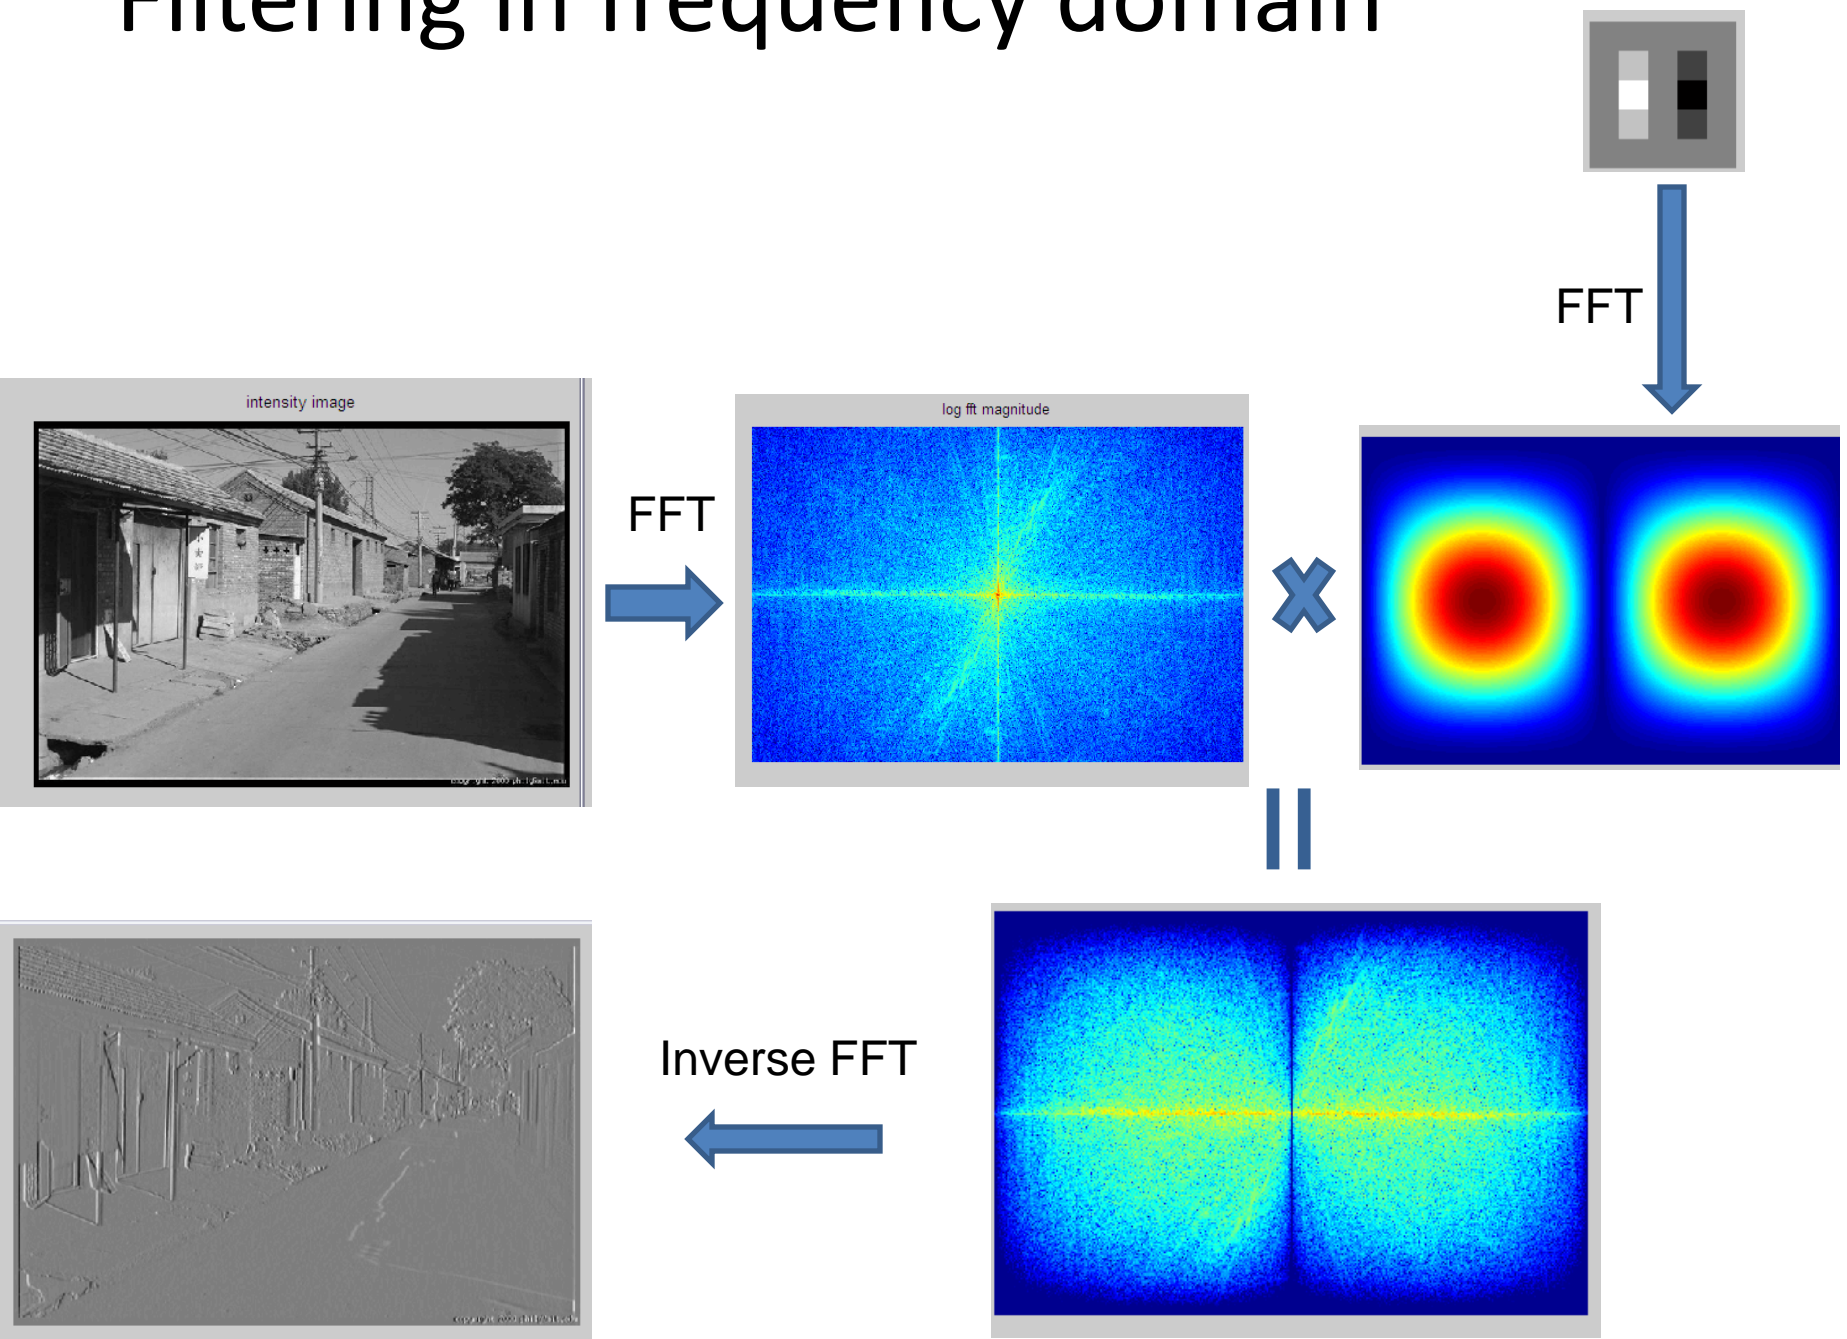 Filtering in frequency domain
FFT
intensity image
log fft magnitude
FFT
Inverse FFT